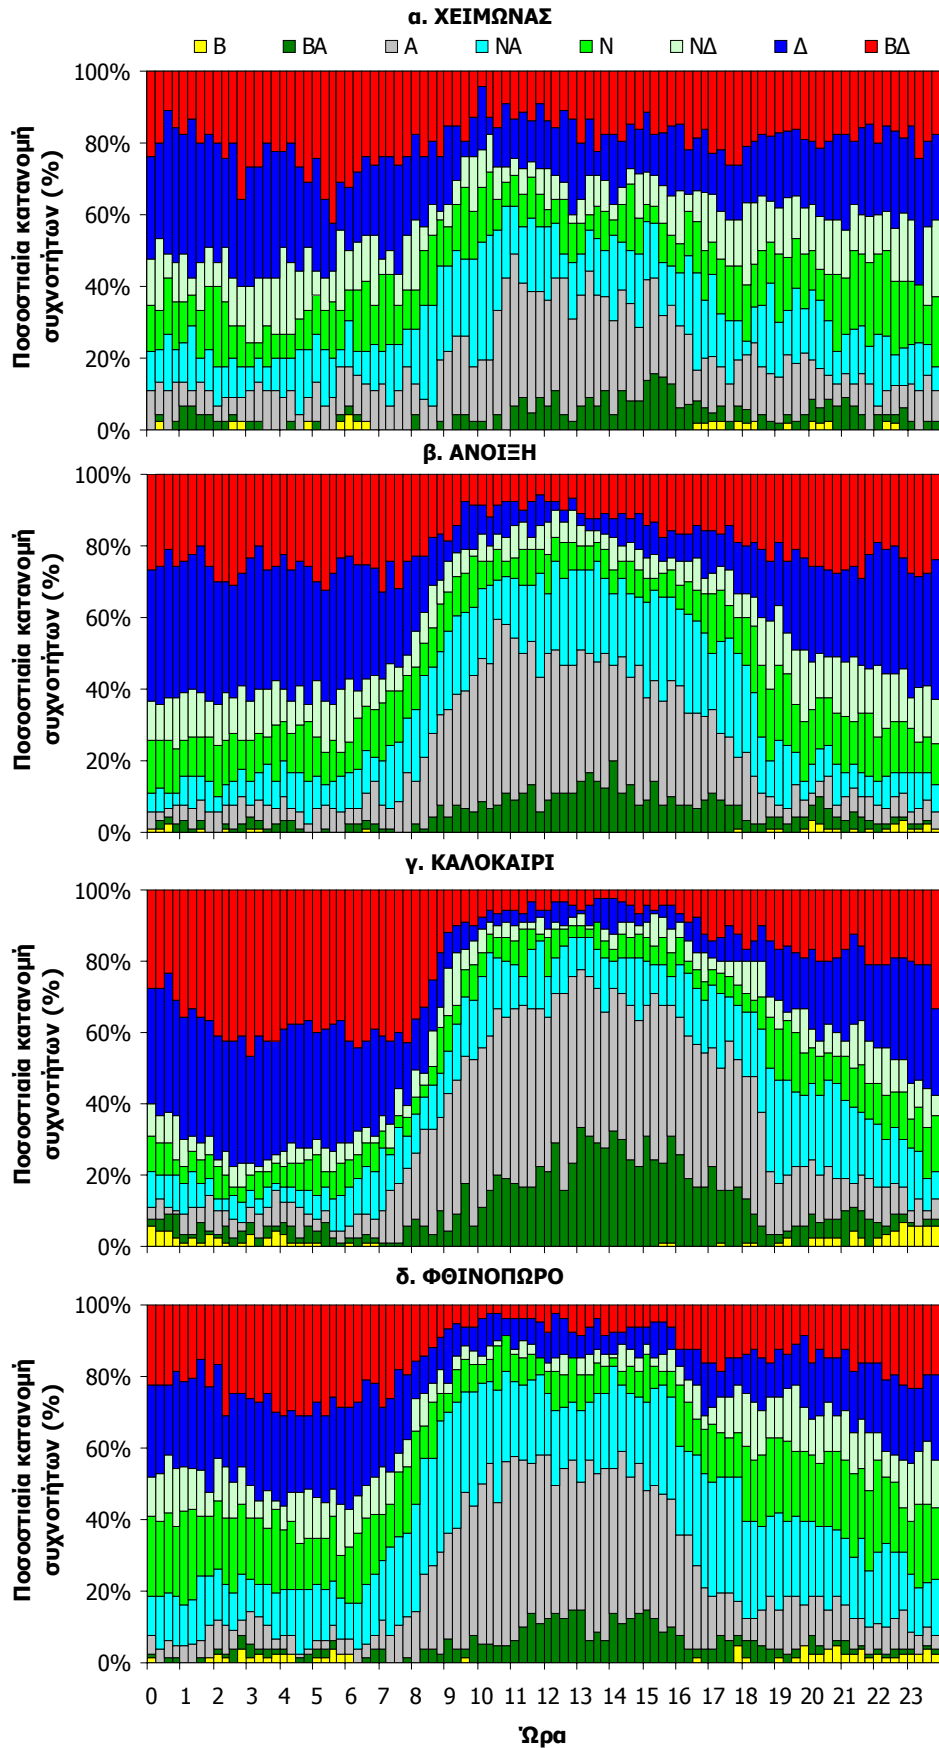 α. ΧΕΙΜΩΝΑΣ
Β ΒΑ Α ΝΑ Ν ΝΔ Δ ΒΔ
100%
80%
60%
40%
20%
0%
Ποσοστιαία κατανομή
συχνοτήτων (%)
β. ΑΝΟΙΞΗ
100%
80%
60%
40%
20%
0%
Ποσοστιαία κατανομή
συχνοτήτων (%)
γ. ΚΑΛΟΚΑΙΡΙ
100%
80%
60%
40%
20%
0%
Ποσοστιαία κατανομή
συχνοτήτων (%)
δ. ΦΘΙΝΟΠΩΡΟ
100%
80%
60%
40%
20%
0%
Ποσοστιαία κατανομή
συχνοτήτων (%)
0 1 2 3 4 5 6 7 8 9 10 11 12 13 14 15 16 17 18 19 20 21 22 23
Ώρα